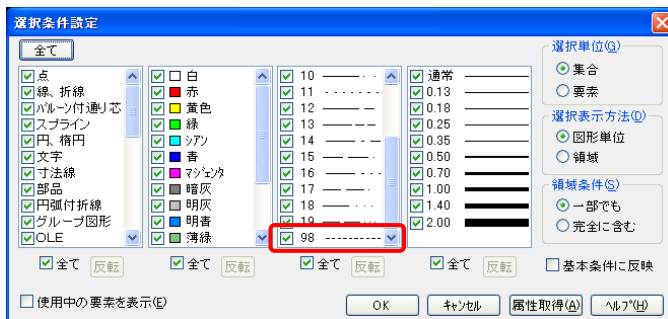 選択条件設定
全て
点
線、折線
バルーン付通り芯
スプライン
円、楕円
文字
寸法線
部品
円弧付折線
グループ図形
OLE
全て 反転
白
赤
黄色
緑
シアン
青
マジェンタ
暗灰
明灰
明青
薄緑
全て 反転
10
11
12
13
14
15
16
17
18
19
98
全て 反転
通常
0.13
0.18
0.25
0.35
0.50
0.70
1.00
1.40
2.00
全て 反転
選択単位(G)
集合
要素
選択表示方法(D)
図形単位
領域
領域条件(S)
一部でも
完全に含む
基本条件に反映
使用中の要素を表示(E)
OK キャンセル 属性取得(A) ヘルプ(H)